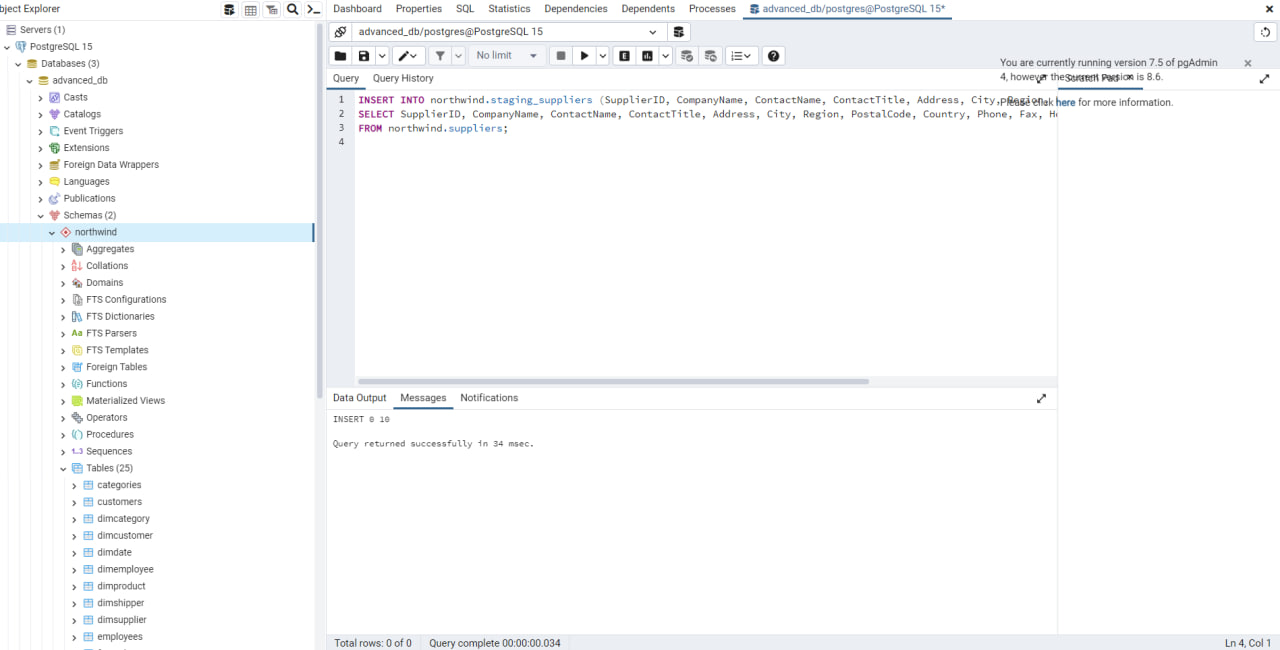 bject Explorer
Servers (1)
PostgreSQL 15
Databases (3)
advanced_db
Casts
Catalogs
Event Triggers
Extensions
Foreign Data Wrappers
Languages
Publications
Schemas (2)
northwind
Aggregates
Collations
Domains
FTS Configurations
FTS Dictionaries
FTS Parsers
FTS Templates
Foreign Tables
Functions
Materialized Views
Operators
Procedures
Sequences
Tables (25)
categories
customers
dimcategory
dimcustomer
dimdate
dimemployee
dimproduct
dimshipper
dimsupplier
employees
Dashboard Properties SQL Statistics Dependencies Dependents Processes advanced_db/postgres@PostgreSQL 15*
advanced_db/postgres@PostgreSQL 15
No limit
Query Query History
You are currently running version 7.5 of pgAdmin
4, however the current version is 8.6.
Please click here for more information.
Scratch Pad
1 INSERT INTO northwind.staging_suppliers (SupplierID, CompanyName, ContactName, ContactTitle, Address, City, Region,
2 SELECT SupplierID, CompanyName, ContactName, ContactTitle, Address, City, Region, PostalCode, Country, Phone, Fax, H
3 FROM northwind.suppliers;
4
Data Output Messages Notifications
INSERT 0 10
Query returned successfully in 34 msec.
Total rows: 0 of 0 Query complete 00:00:00.034 Ln 4, Col 1